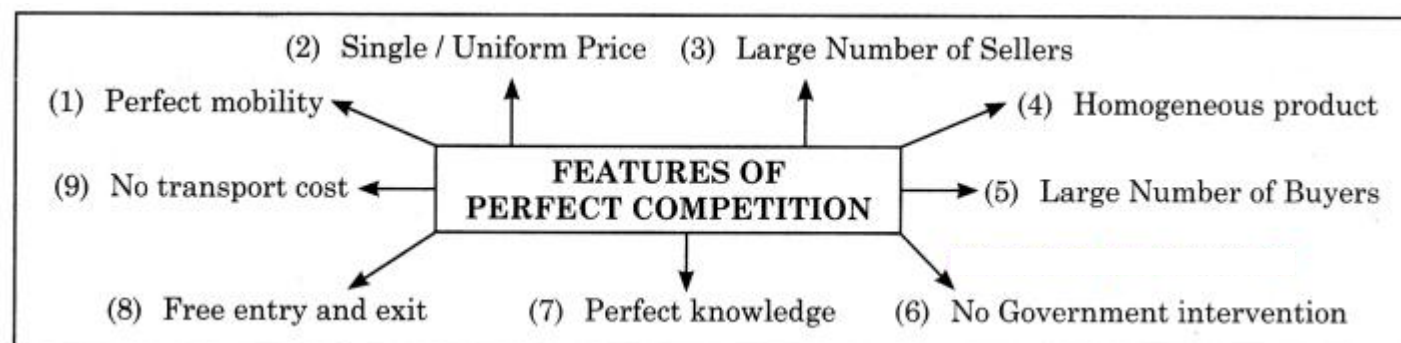 (2) Single / Uniform Price (3) Large Number of Sellers
(1) Perfect mobility
(4) Homogeneous product
FEATURES OF
PERFECT COMPETITION
(9) No transport cost
(5) Large Number of Buyers
(8) Free entry and exit
(7) Perfect knowledge
(6) No Government intervention